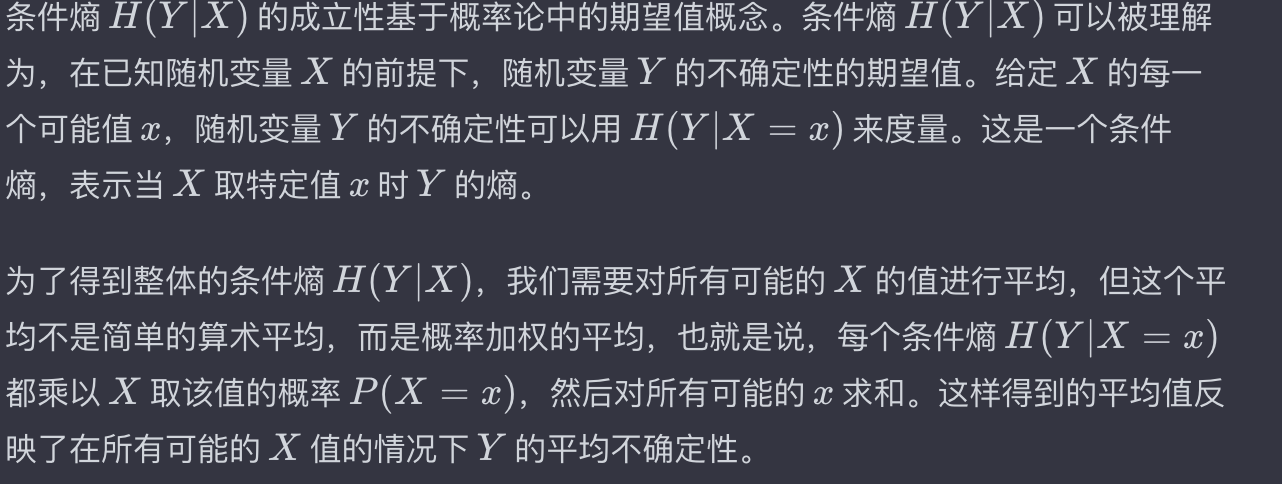 条件熵 H(Y|X) 的成立性基于概率论中的期望值概念。条件熵 H(Y|X) 可以被理解
为，在已知随机变量 X 的前提下，随机变量 Y 的不确定性的期望值。给定 X 的每一
个可能值 x，随机变量 Y 的不确定性可以用 H(Y|X = x) 来度量。这是一个条件
熵，表示当 X 取特定值 x 时 Y 的熵。
为了得到整体的条件熵 H(Y|X)，我们需要对所有可能的 X 的值进行平均，但这个平
均不是简单的算术平均，而是概率加权的平均，也就是说，每个条件熵 H(Y|X = x)
都乘以 X 取该值的概率 P(X = x)，然后对所有可能的 x 求和。这样得到的平均值反
映了在所有可能的 X 值的情况下 Y 的平均不确定性。